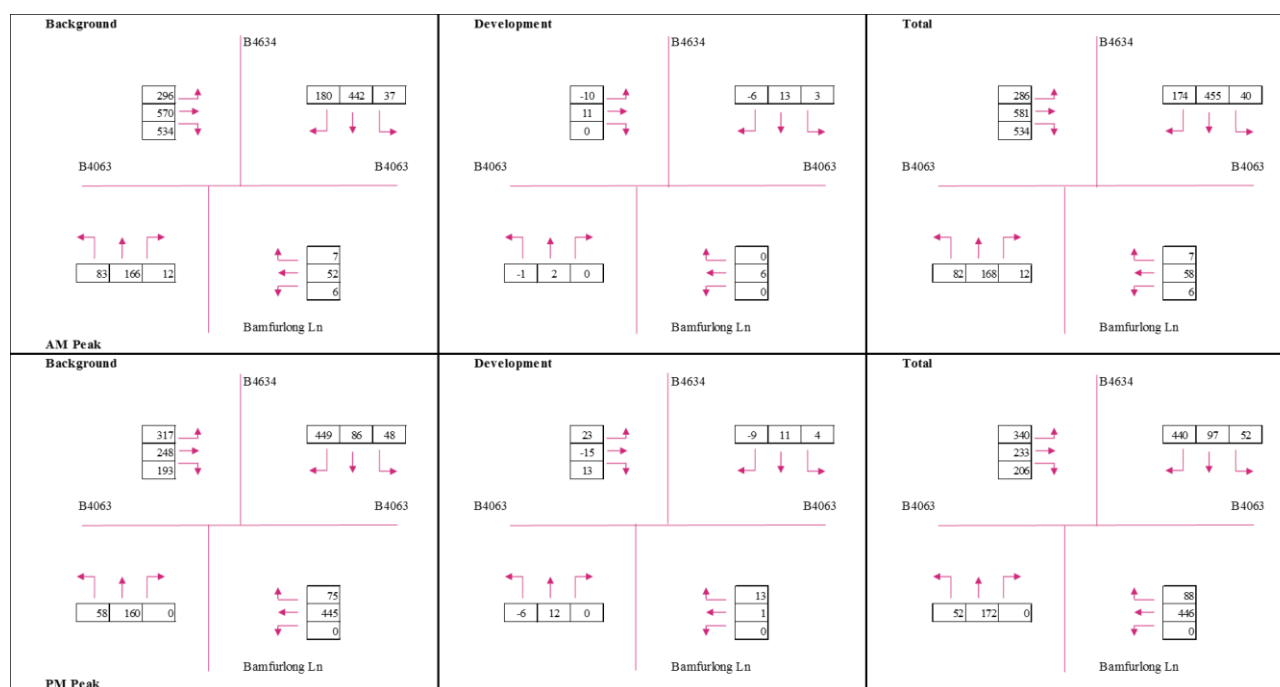 Background
B4634
296
570
534
180 442 37
B4063
B4063
83 166 12
7
52
6
Bamfurlong Ln
AM Peak
Development
B4634
-10
11
0
-6 13 3
B4063
B4063
-1 2 0
0
6
0
Bamfurlong Ln
Total
B4634
286
581
534
174 455 40
B4063
B4063
82 168 12
7
58
6
Bamfurlong Ln
Background
B4634
317
248
193
449 86 48
B4063
B4063
58 160 0
75
445
0
Bamfurlong Ln
PM Peak
Development
B4634
23
-15
13
-9 11 4
B4063
B4063
-6 12 0
13
1
0
Bamfurlong Ln
Total
B4634
340
233
206
440 97 52
B4063
B4063
52 172 0
88
446
0
Bamfurlong Ln